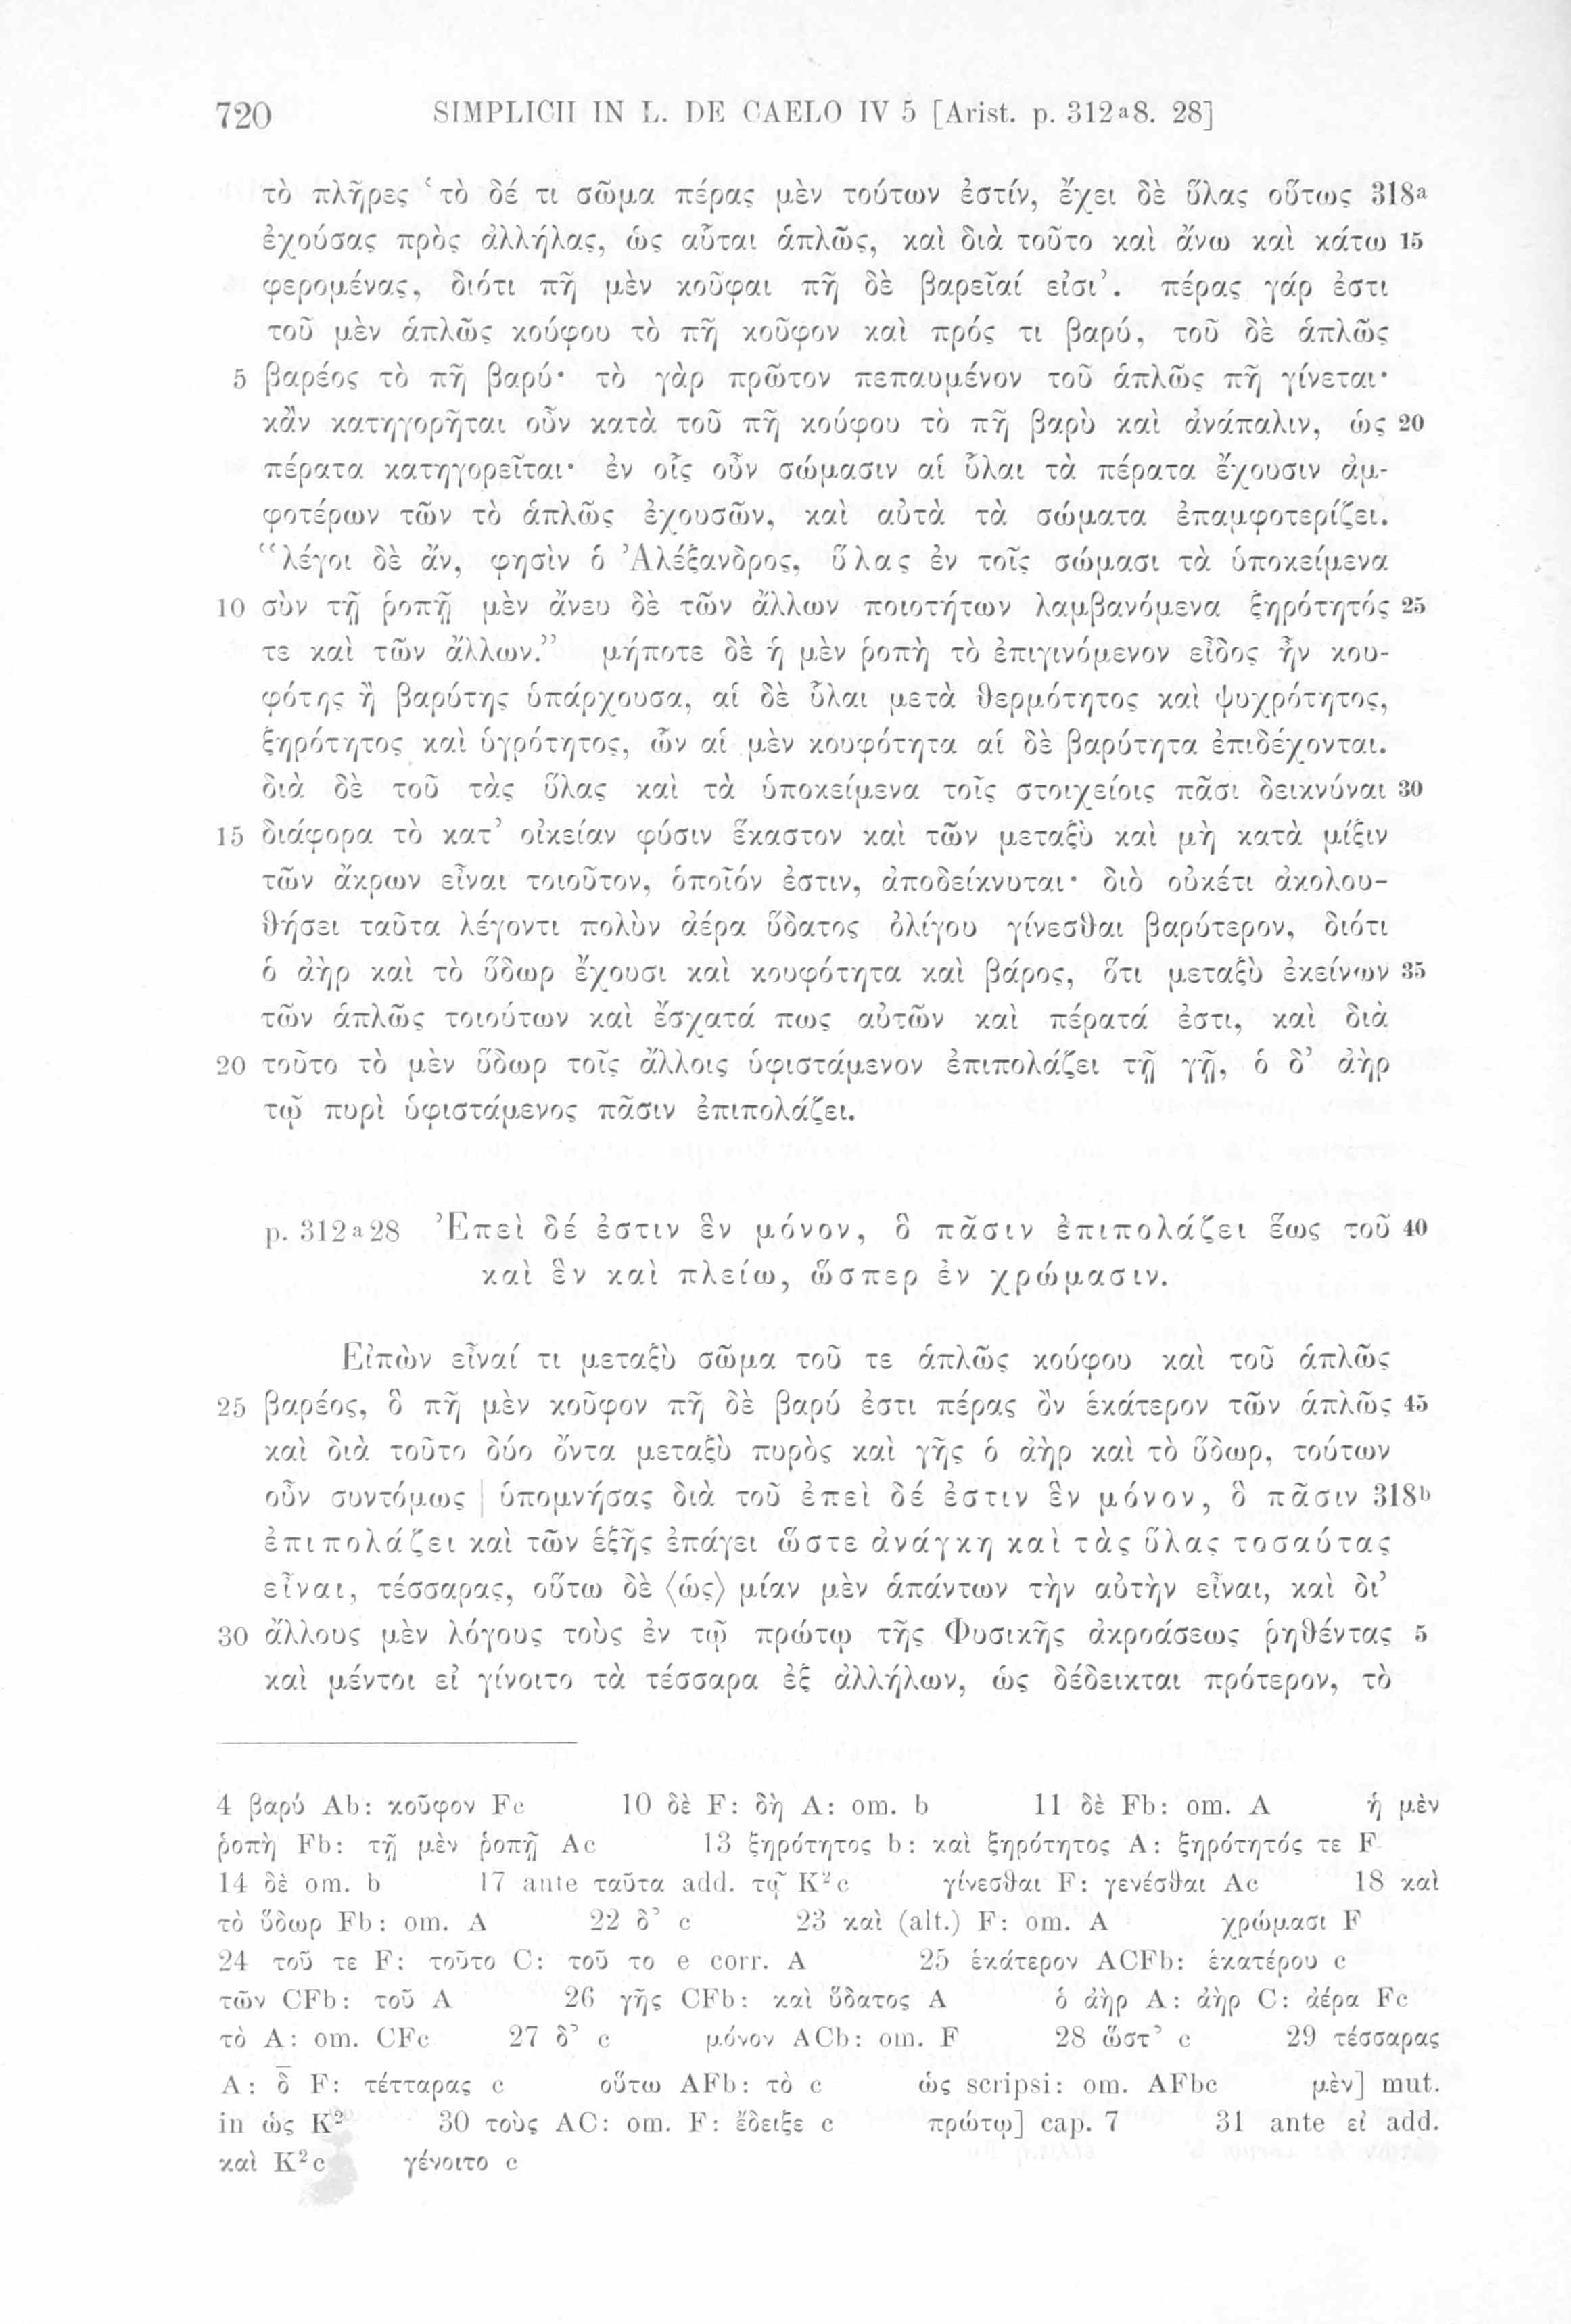 720 SIMPLICII IN L. DE CAELO IV 5 [Arist. p. 312ᵃ8. 28]
τὸ πλῆρες ‘τὸ δέ τι σῶμα πέρας μὲν τούτων ἐστίν, ἔχει δὲ ὕλας οὕτως 318ᵃ
ἐχούσας πρὸς ἀλλήλας, ὡς αὗται ἁπλῶς, καὶ διὰ τοῦτο καὶ ἄνω καὶ κάτω 15
φερομένας, διότι πῆ μὲν κοῦφαι πῆ δὲ βαρεῖαί εἰσι’. πέρας γάρ ἐστι
τοῦ μὲν ἁπλῶς κούφου τὸ πῆ κοῦφον καὶ πρός τι βαρύ, τοῦ δὲ ἁπλῶς
5 βαρέος τὸ πῆ βαρύ· τὸ γὰρ πρῶτον πεπαυμένον τοῦ ἁπλῶς πῆ γίνεται·
κἂν κατηγορῆται οὖν κατὰ τοῦ πῆ κούφου τὸ πῆ βαρὺ καὶ ἀνάπαλιν, ὡς 20
πέρατα κατηγορεῖται· ἐν οἷς οὖν σώμασιν αἱ ὗλαι τὰ πέρατα ἔχουσιν ἀμ-
φοτέρων τῶν τὸ ἁπλῶς ἐχουσῶν, καὶ αὐτὰ τὰ σώματα ἐπαμφοτερίζει.
“λέγοι δὲ ἄν, φησὶν ὁ Ἀλέξανδρος, ὕλας ἐν τοῖς σώμασι τὰ ὑποκείμενα
10 σὺν τῇ ῥοπῇ μὲν ἄνευ δὲ τῶν ἄλλων ποιοτήτων λαμβανόμενα ξηρότητός 25
τε καὶ τῶν ἄλλων.” μήποτε δὲ ἡ μὲν ῥοπὴ τὸ ἐπιγινόμενον εἶδος ἦν κου-
φότης ἢ βαρύτης ὑπάρχουσα, αἱ δὲ ὗλαι μετὰ θερμότητος καὶ ψυχρότητος,
ξηρότητος καὶ ὑγρότητος, ὧν αἱ μὲν κουφότητα αἱ δὲ βαρύτητα ἐπιδέχονται.
διὰ δὲ τοῦ τὰς ὕλας καὶ τὰ ὑποκείμενα τοῖς στοιχείοις πᾶσι δεικνύναι 30
15 διάφορα τὸ κατ’ οἰκείαν φύσιν ἕκαστον καὶ τῶν μεταξὺ καὶ μὴ κατὰ μίξιν
τῶν ἄκρων εἶναι τοιοῦτον, ὁποῖόν ἐστιν, ἀποδείκνυται· διὸ οὐκέτι ἀκολου-
θήσει ταῦτα λέγοντι πολὺν ἀέρα ὕδατος ὀλίγου γίνεσθαι βαρύτερον, διότι
ὁ ἀὴρ καὶ τὸ ὕδωρ ἔχουσι καὶ κουφότητα καὶ βάρος, ὅτι μεταξὺ ἐκείνων 35
τῶν ἁπλῶς τοιούτων καὶ ἔσχατά πως αὐτῶν καὶ πέρατά ἐστι, καὶ διὰ
20 τοῦτο τὸ μὲν ὕδωρ τοῖς ἄλλοις ὑφιστάμενον ἐπιπολάζει τῇ γῇ, ὁ δ’ ἀὴρ
τῷ πυρὶ ὑφιστάμενος πᾶσιν ἐπιπολάζει.
p. 312ᵃ28 Ἐπεὶ δέ ἐστιν ἓν μόνον, ὃ πᾶσιν ἐπιπολάζει ἕως τοῦ 40
καὶ ἓν καὶ πλείω, ὥσπερ ἐν χρώμασιν.
Εἰπὼν εἶναί τι μεταξὺ σῶμα τοῦ τε ἁπλῶς κούφου καὶ τοῦ ἁπλῶς
25 βαρέος, ὃ πῆ μὲν κοῦφον πῆ δὲ βαρύ ἐστι πέρας ὂν ἑκάτερον τῶν ἁπλῶς 45
καὶ διὰ τοῦτο δύο ὄντα μεταξὺ πυρὸς καὶ γῆς ὁ ἀὴρ καὶ τὸ ὕδωρ, τούτων
οὖν συντόμως | ὑπομνήσας διὰ τοῦ ἐπεὶ δέ ἐστιν ἓν μόνον, ὃ πᾶσιν 318ᵇ
ἐπιπολάζει καὶ τῶν ἑξῆς ἐπάγει ὥστε ἀνάγκη καὶ τὰς ὕλας τοσαύτας
εἶναι, τέσσαρας, οὕτω δὲ ⟨ὡς⟩ μίαν μὲν ἁπάντων τὴν αὐτὴν εἶναι, καὶ δι’
30 ἄλλους μὲν λόγους τοὺς ἐν τῷ πρώτῳ τῆς Φυσικῆς ἀκροάσεως ῥηθέντας 5
καὶ μέντοι εἰ γίνοιτο τὰ τέσσαρα ἐξ ἀλλήλων, ὡς δέδεικται πρότερον, τὸ
4 βαρύ Ab: κοῦφον Fc 10 δὲ F: δὴ A: om. b 11 δὲ Fb: om. A ἡ μὲν
ῥοπὴ Fb: τῇ μὲν ῥοπῇ Ac 13 ξηρότητος b: καὶ ξηρότητος A: ξηρότητός τε F
14 δὲ om. b 17 ante ταῦτα add. τῷ K²c γίνεσθαι F: γενέσθαι Ac 18 καὶ
τὸ ὕδωρ Fb: om. A 22 δ’ c 23 καὶ (alt.) F: om. A χρώμασι F
24 τοῦ τε F: τοῦτο C: τοῦ το e corr. A 25 ἑκάτερον ACFb: ἑκατέρου c
τῶν CFb: τοῦ A 26 γῆς CFb: καὶ ὕδατος A ὁ ἀὴρ A: ἀὴρ C: ἀέρα Fc
τὸ A: om. CFc 27 δ’ c μόνον ACb: om. F 28 ὥστ’ c 29 τέσσαρας
A: δ̅ F: τέτταρας c οὕτω AFb: τὸ c ὡς scripsi: om. AFbc μὲν] mut.
in ὡς K² 30 τοὺς AC: om. F: ἔδειξε c πρώτῳ] cap. 7 31 ante εἰ add.
καὶ K²c γένοιτο c